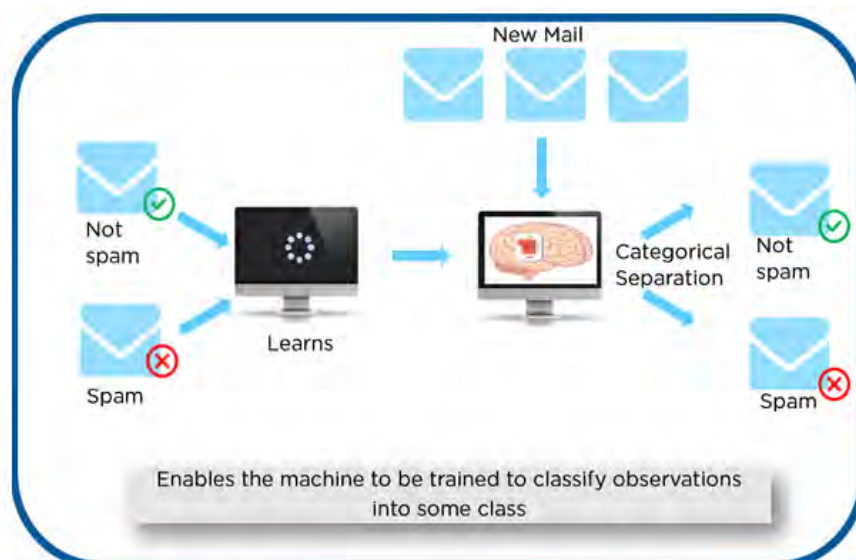 New Mail
Not
spam
Learns
Spam
Categorical
Separation
Not
spam
Spam
Enables the machine to be trained to classify observations
into some class